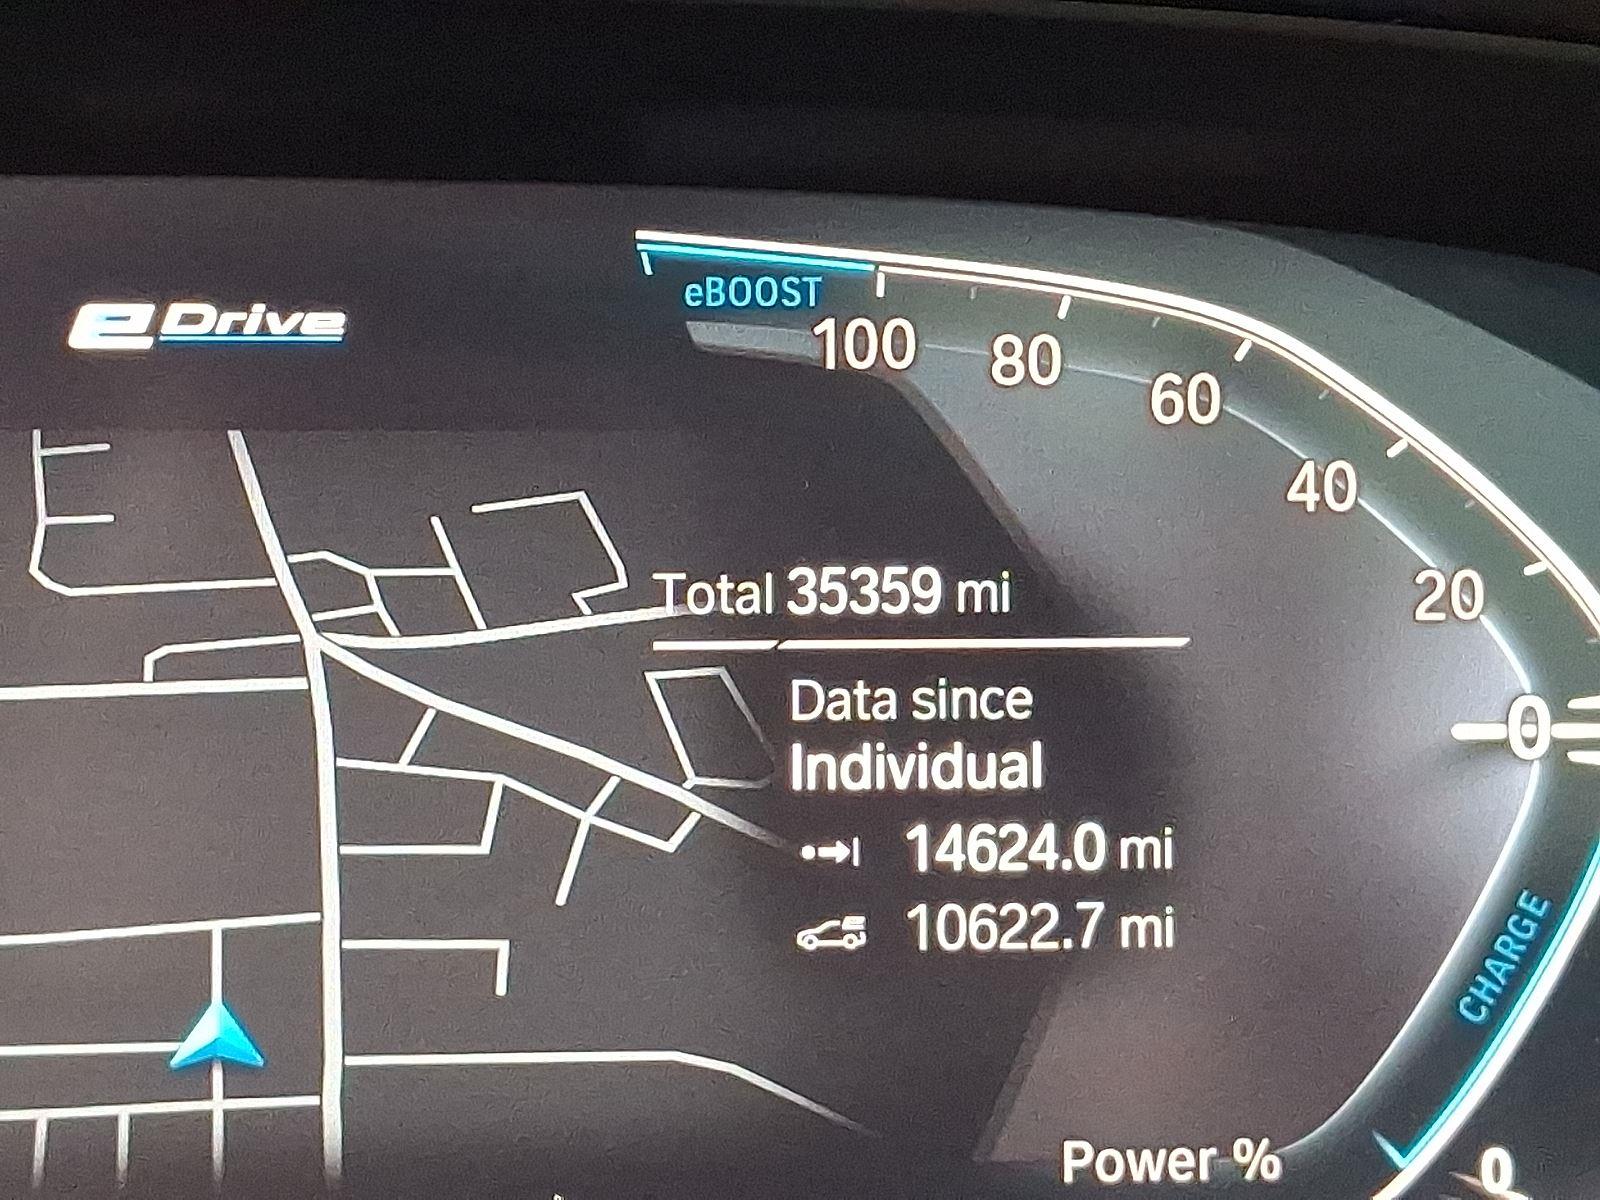 eDrive
eBOOST
100
80
60
40
20
0
Total 35359 mi
Data since
Individual
14624.0 mi
10622.7 mi
CHARGE
Power %
0